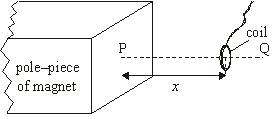 coil
P
Q
pole–piece
of magnet
x